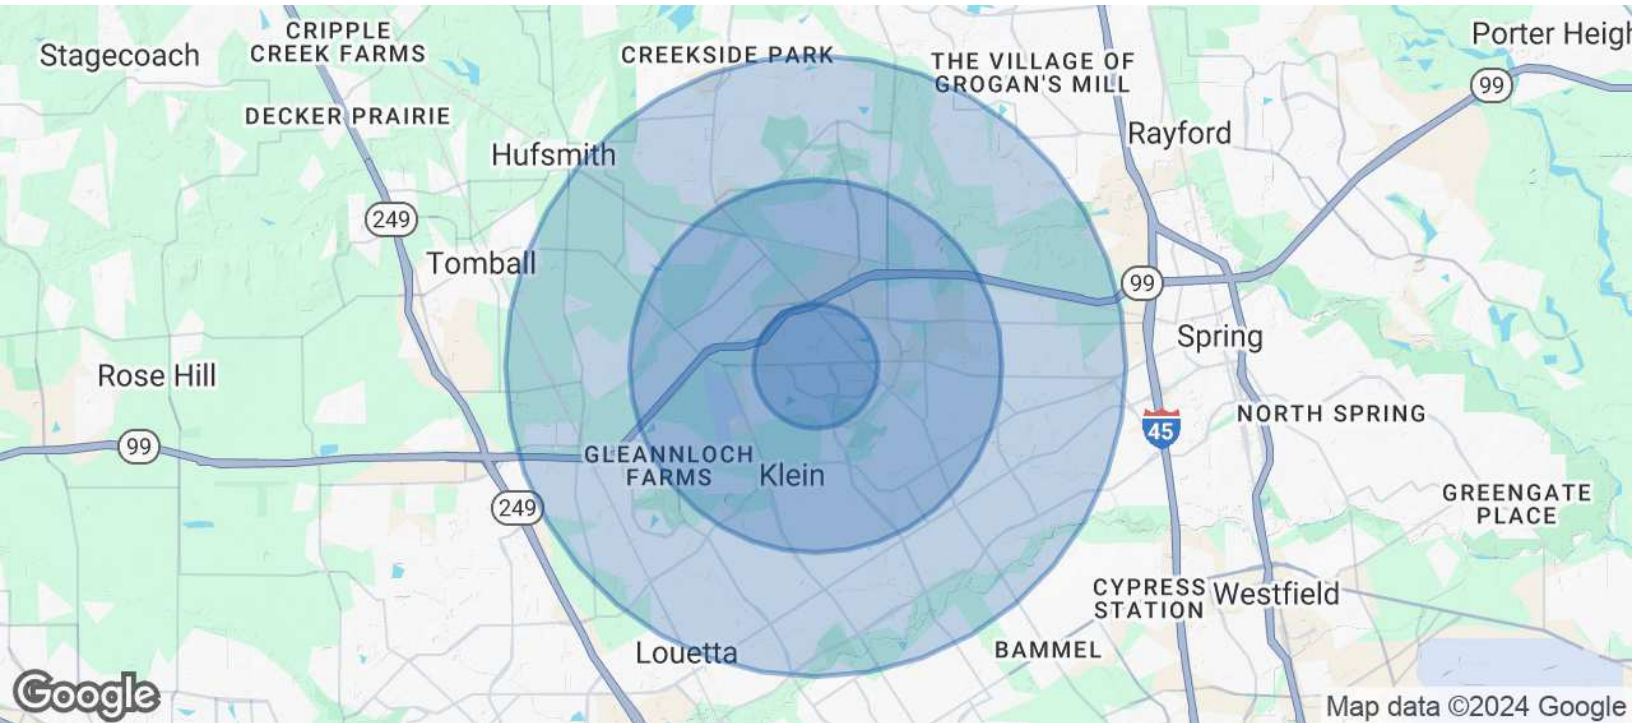 CRIPPLE
CREEK FARMS
Stagecoach
CREEKSIDE PARK
THE VILLAGE OF
GROGAN'S MILL
Porter Heigh
99
DECKER PRAIRIE
Rayford
Hufsmith
249
Tomball
99
Spring
Rose Hill
NORTH SPRING
45
99
GLEANNLOCH
FARMS
Klein
249
GREENGATE
PLACE
CYPRESS
STATION
Westfield
Louetta
BAMMEL
Google
Map data ©2024 Google